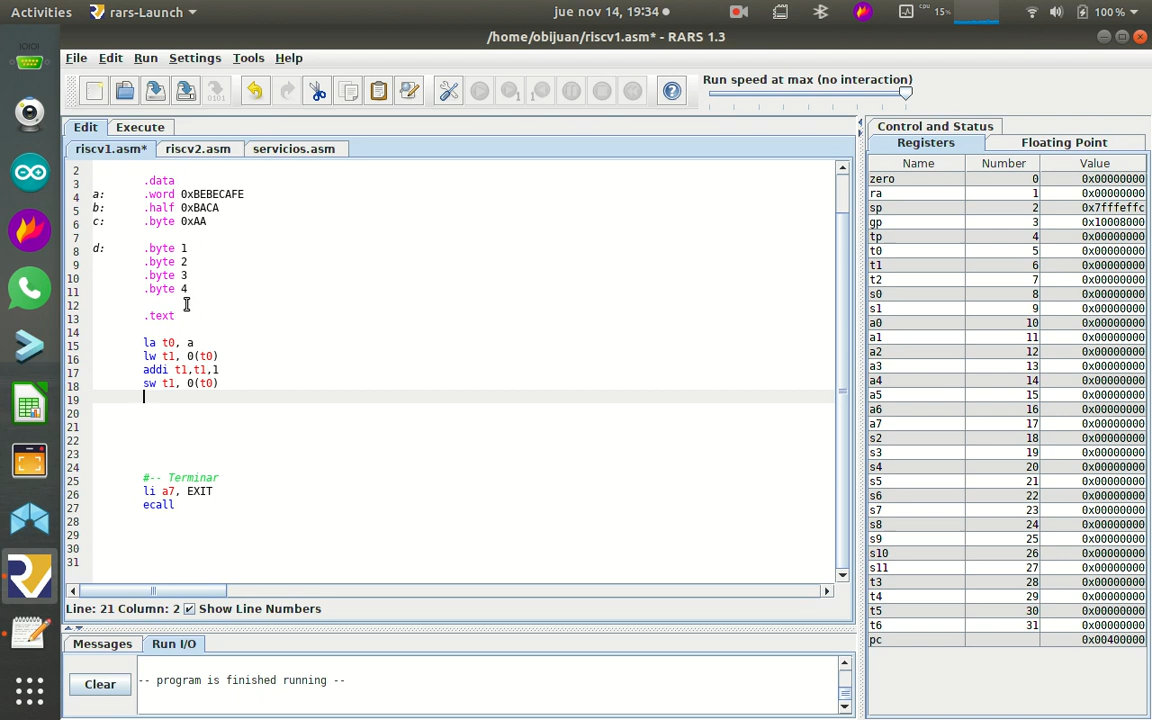 Activities rars-Launch jue nov 14, 19:34 cpu 15% 100%
/home/obijuan/riscv1.asm* - RARS 1.3
File Edit Run Settings Tools Help
Run speed at max (no interaction)
Edit Execute
riscv1.asm* riscv2.asm servicios.asm
2
3 .data
4 a: .word 0xBEBECAFE
5 b: .half 0xBACA
6 c: .byte 0xAA
7
8 d: .byte 1
9 .byte 2
10 .byte 3
11 .byte 4
12
13 .text
14
15 la t0, a
16 lw t1, 0(t0)
17 addi t1,t1,1
18 sw t1, 0(t0)
19
20
21
22
23
24
25 #-- Terminar
26 li a7, EXIT
27 ecall
28
29
30
31
Line: 21 Column: 2 Show Line Numbers
Messages Run I/O
Clear
-- program is finished running --
Control and Status
Registers Floating Point
Name Number Value
zero 0 0x00000000
ra 1 0x00000000
sp 2 0x7fffeffc
gp 3 0x10008000
tp 4 0x00000000
t0 5 0x00000000
t1 6 0x00000000
t2 7 0x00000000
s0 8 0x00000000
s1 9 0x00000000
a0 10 0x00000000
a1 11 0x00000000
a2 12 0x00000000
a3 13 0x00000000
a4 14 0x00000000
a5 15 0x00000000
a6 16 0x00000000
a7 17 0x00000000
s2 18 0x00000000
s3 19 0x00000000
s4 20 0x00000000
s5 21 0x00000000
s6 22 0x00000000
s7 23 0x00000000
s8 24 0x00000000
s9 25 0x00000000
s10 26 0x00000000
s11 27 0x00000000
t3 28 0x00000000
t4 29 0x00000000
t5 30 0x00000000
t6 31 0x00000000
pc 0x00400000